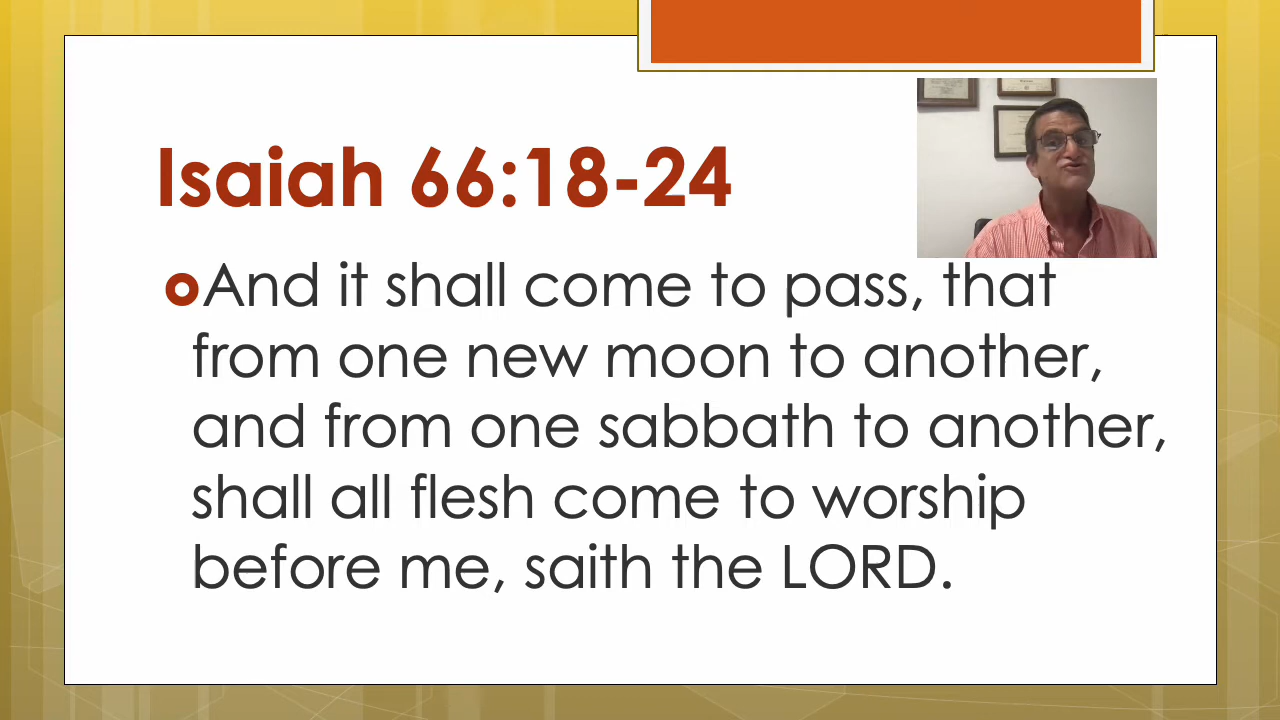 Isaiah 66:18-24
And it shall come to pass, that
from one new moon to another,
and from one sabbath to another,
shall all flesh come to worship
before me, saith the LORD.